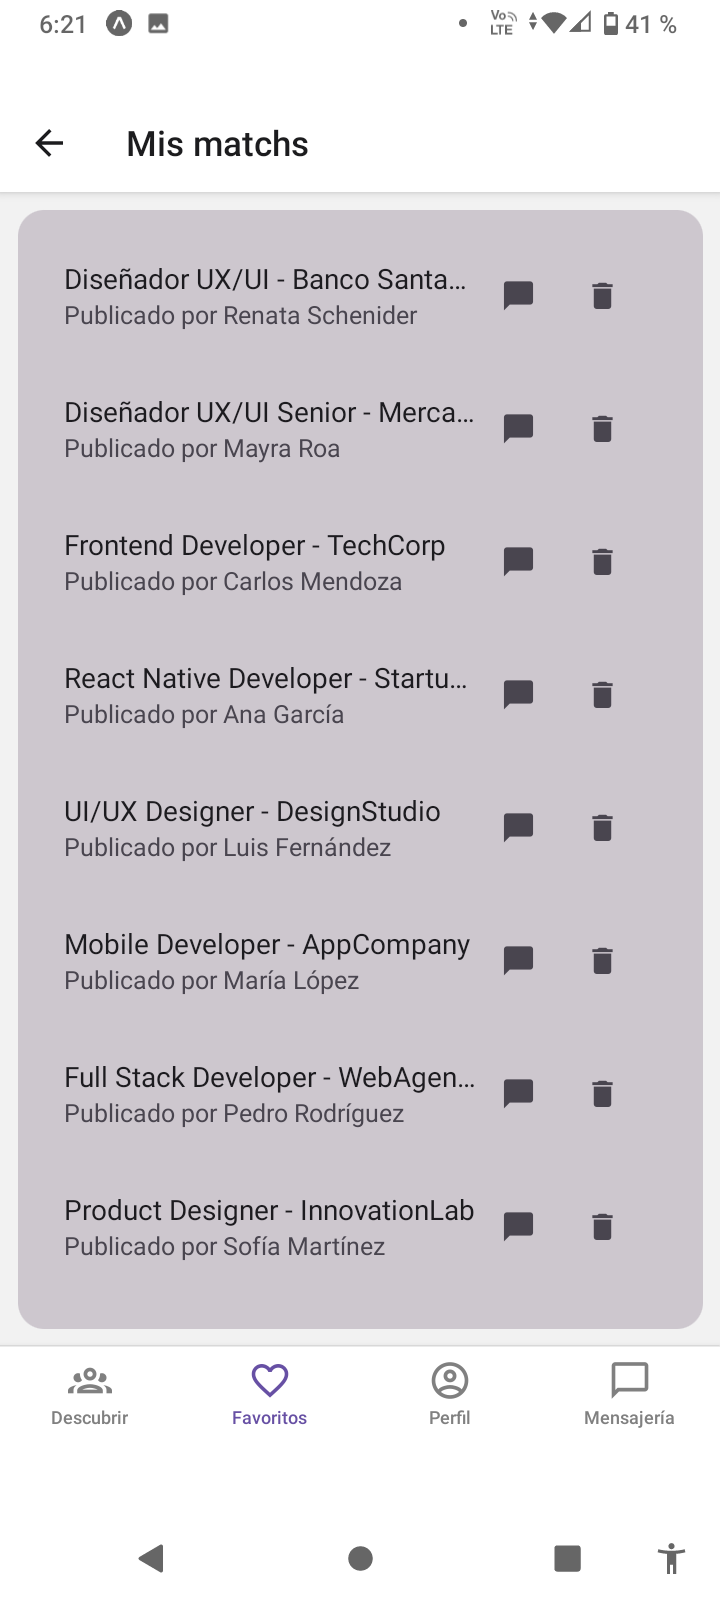 6:21
Vo LTE
41 %
Mis matchs
Diseñador UX/UI - Banco Santa...
Publicado por Renata Schenider
Diseñador UX/UI Senior - Merca...
Publicado por Mayra Roa
Frontend Developer - TechCorp
Publicado por Carlos Mendoza
React Native Developer - Startu...
Publicado por Ana García
UI/UX Designer - DesignStudio
Publicado por Luis Fernández
Mobile Developer - AppCompany
Publicado por María López
Full Stack Developer - WebAgen...
Publicado por Pedro Rodríguez
Product Designer - InnovationLab
Publicado por Sofía Martínez
Descubrir
Favoritos
Perfil
Mensajería